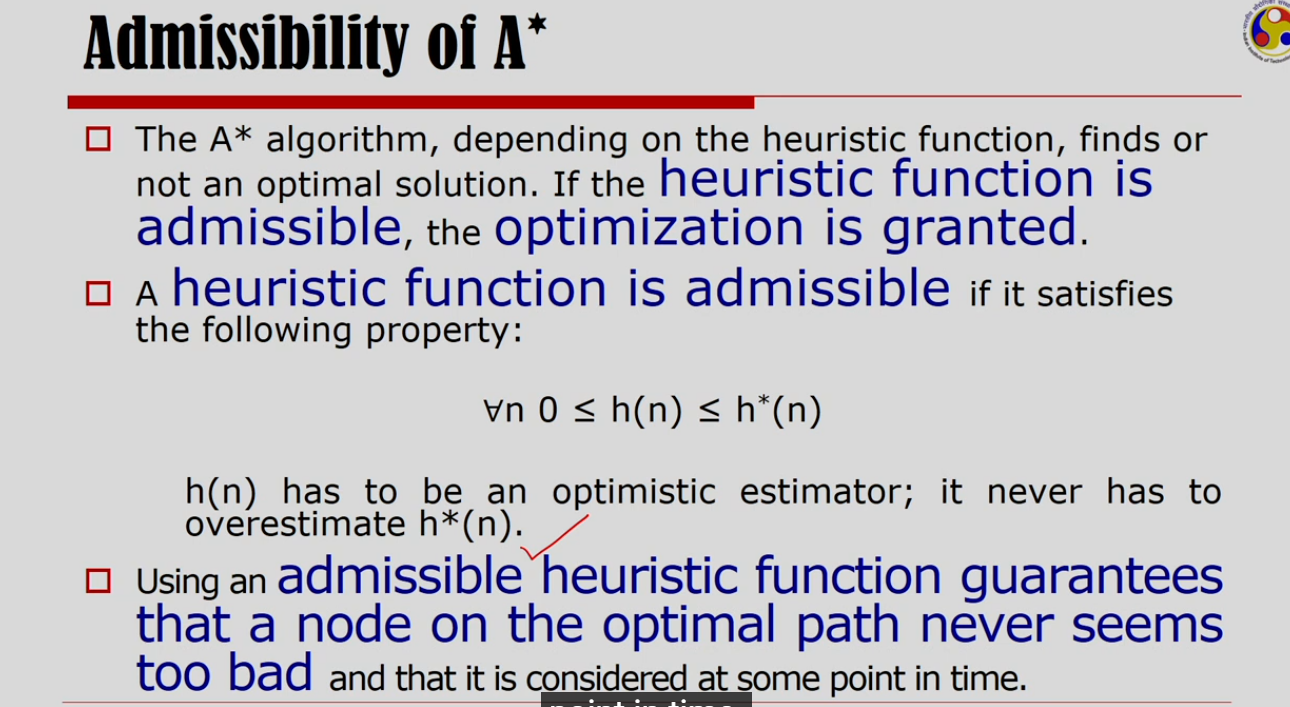 Admissibility of A*
The A* algorithm, depending on the heuristic function, finds or
not an optimal solution. If the heuristic function is
admissible, the optimization is granted.
A heuristic function is admissible if it satisfies
the following property:
∀n 0 ≤ h(n) ≤ h*(n)
h(n) has to be an optimistic estimator; it never has to
overestimate h*(n).
Using an admissible heuristic function guarantees
that a node on the optimal path never seems
too bad and that it is considered at some point in time.
point in time.